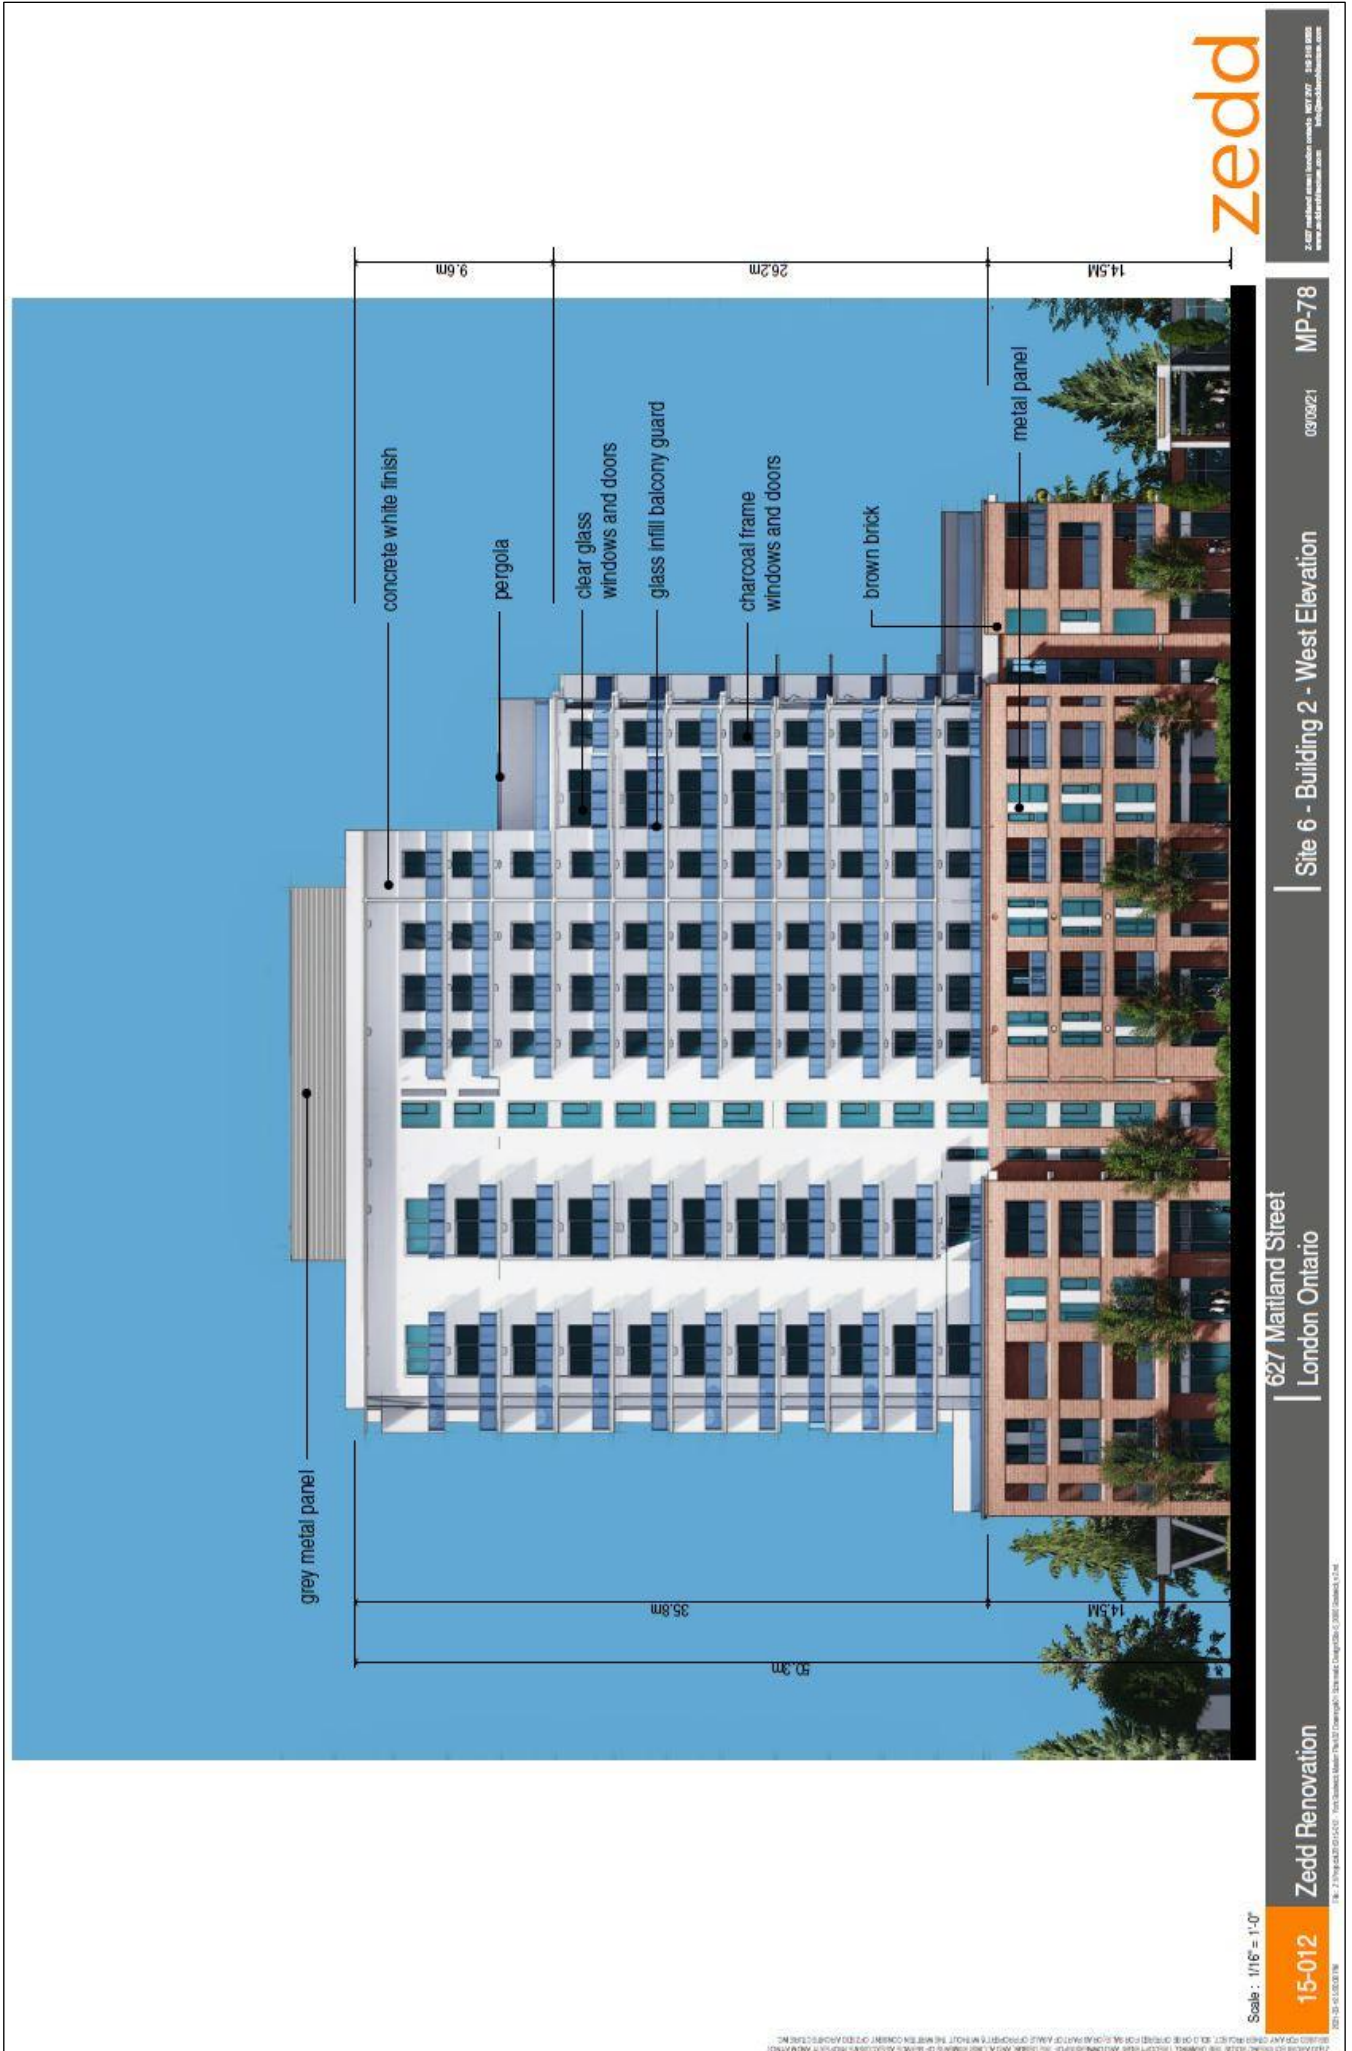 zedd
9.6m
26.2m
14.5M
concrete white finish
pergola
clear glass
windows and doors
glass infill balcony guard
charcoal frame
windows and doors
brown brick
metal panel
grey metal panel
35.8m
14.5M
50.3m
Scale : 1/16" = 1'-0"
15-012
Zedd Renovation
627 Maitland Street
London Ontario
Site 6 - Building 2 - West Elevation
03/09/21
MP-78